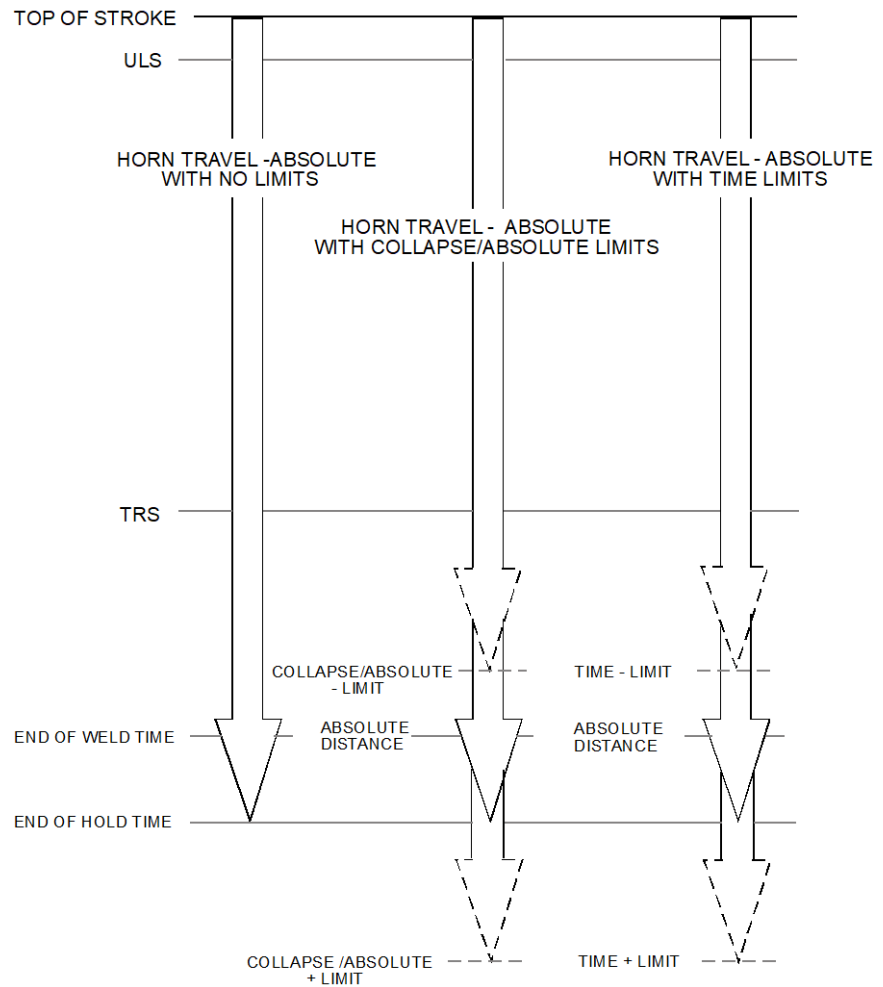 TOP OF STROKE
ULS
HORN TRAVEL -ABSOLUTE
WITH NO LIMITS
HORN TRAVEL - ABSOLUTE
WITH TIME LIMITS
HORN TRAVEL - ABSOLUTE
WITH COLLAPSE/ABSOLUTE LIMITS
TRS
COLLAPSE/ABSOLUTE
- LIMIT
TIME - LIMIT
END OF WELD TIME
ABSOLUTE
DISTANCE
ABSOLUTE
DISTANCE
END OF HOLD TIME
COLLAPSE /ABSOLUTE
+ LIMIT
TIME + LIMIT